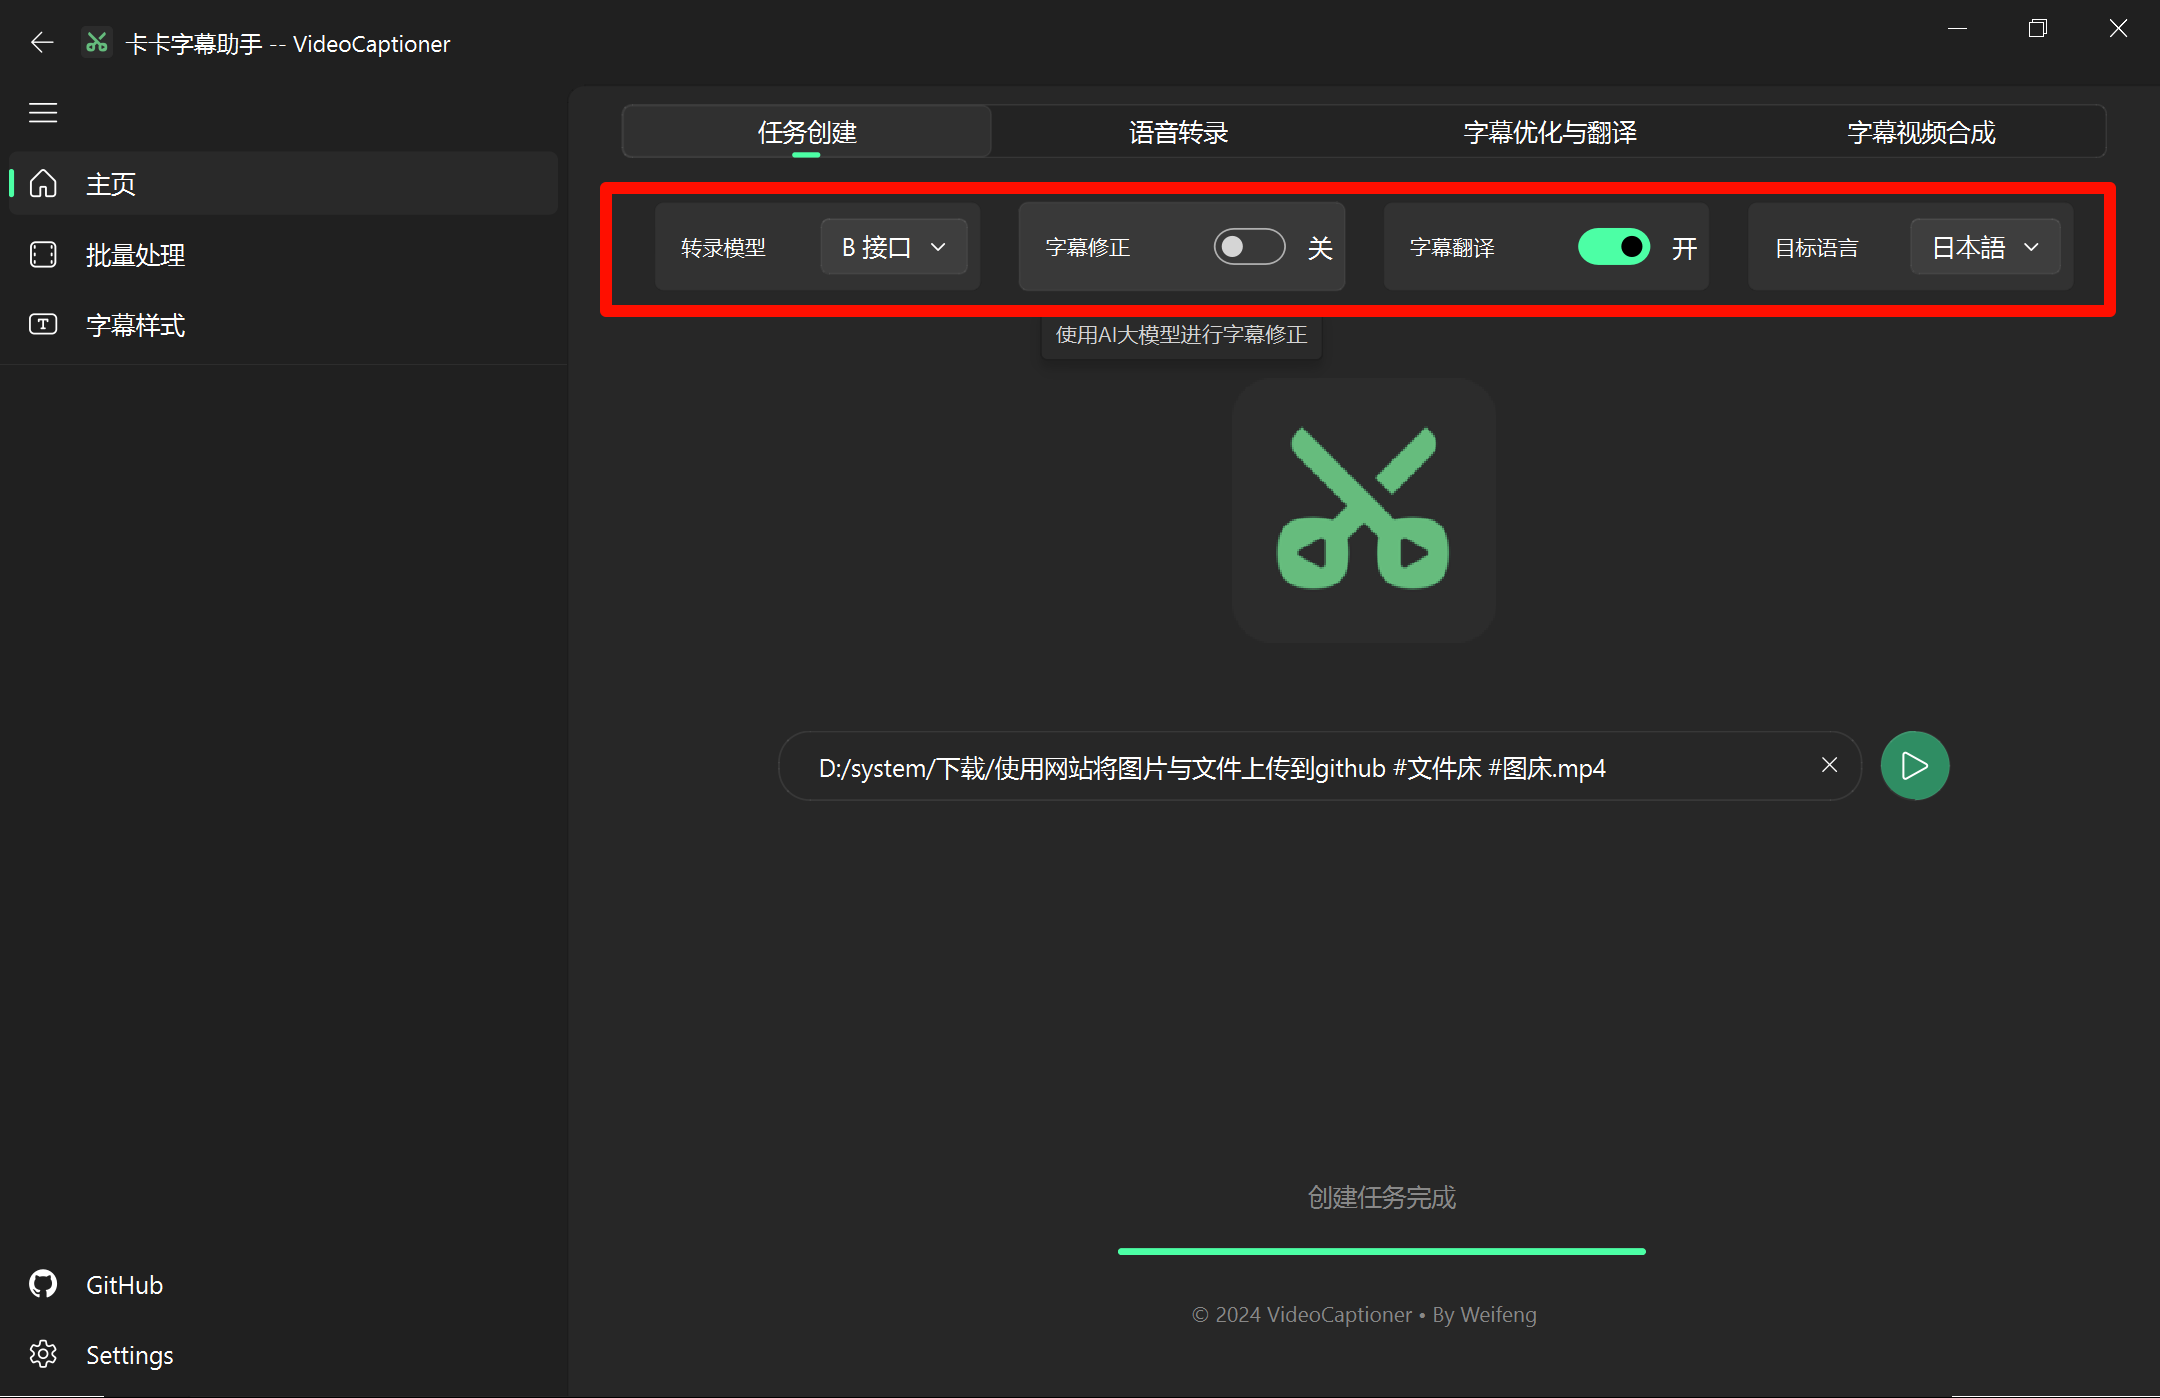 卡卡字幕助手 -- VideoCaptioner
主页
批量处理
字幕样式
任务创建
语音转录
字幕优化与翻译
字幕视频合成
转录模型
B 接口
字幕修正
关
字幕翻译
开
目标语言
日本語
使用AI大模型进行字幕修正
D:/system/下载/使用网站将图片与文件上传到github #文件床 #图床.mp4
创建任务完成
© 2024 VideoCaptioner • By Weifeng
GitHub
Settings